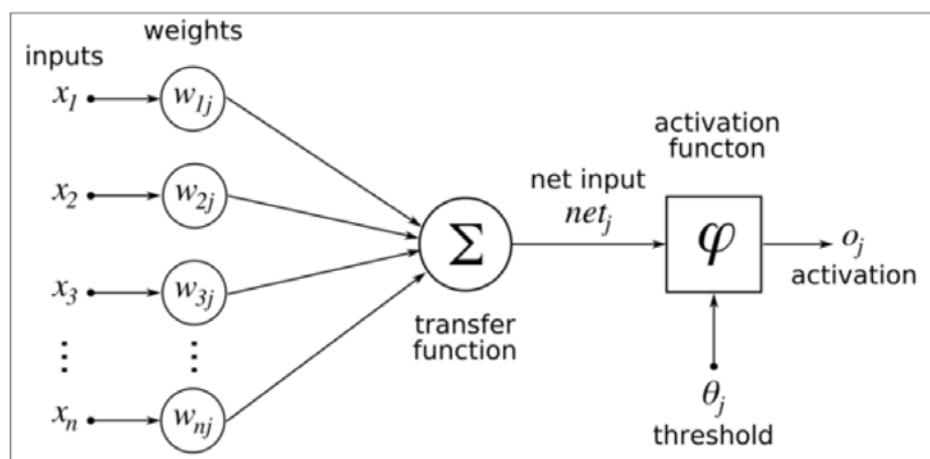 weights
inputs
x₁ w₁ⱼ
activation
functon
x₂ w₂ⱼ
net input
netⱼ
Σ φ oⱼ
activation
x₃ w₃ⱼ
transfer
function
⋮ ⋮
θⱼ
xₙ wₙⱼ
threshold